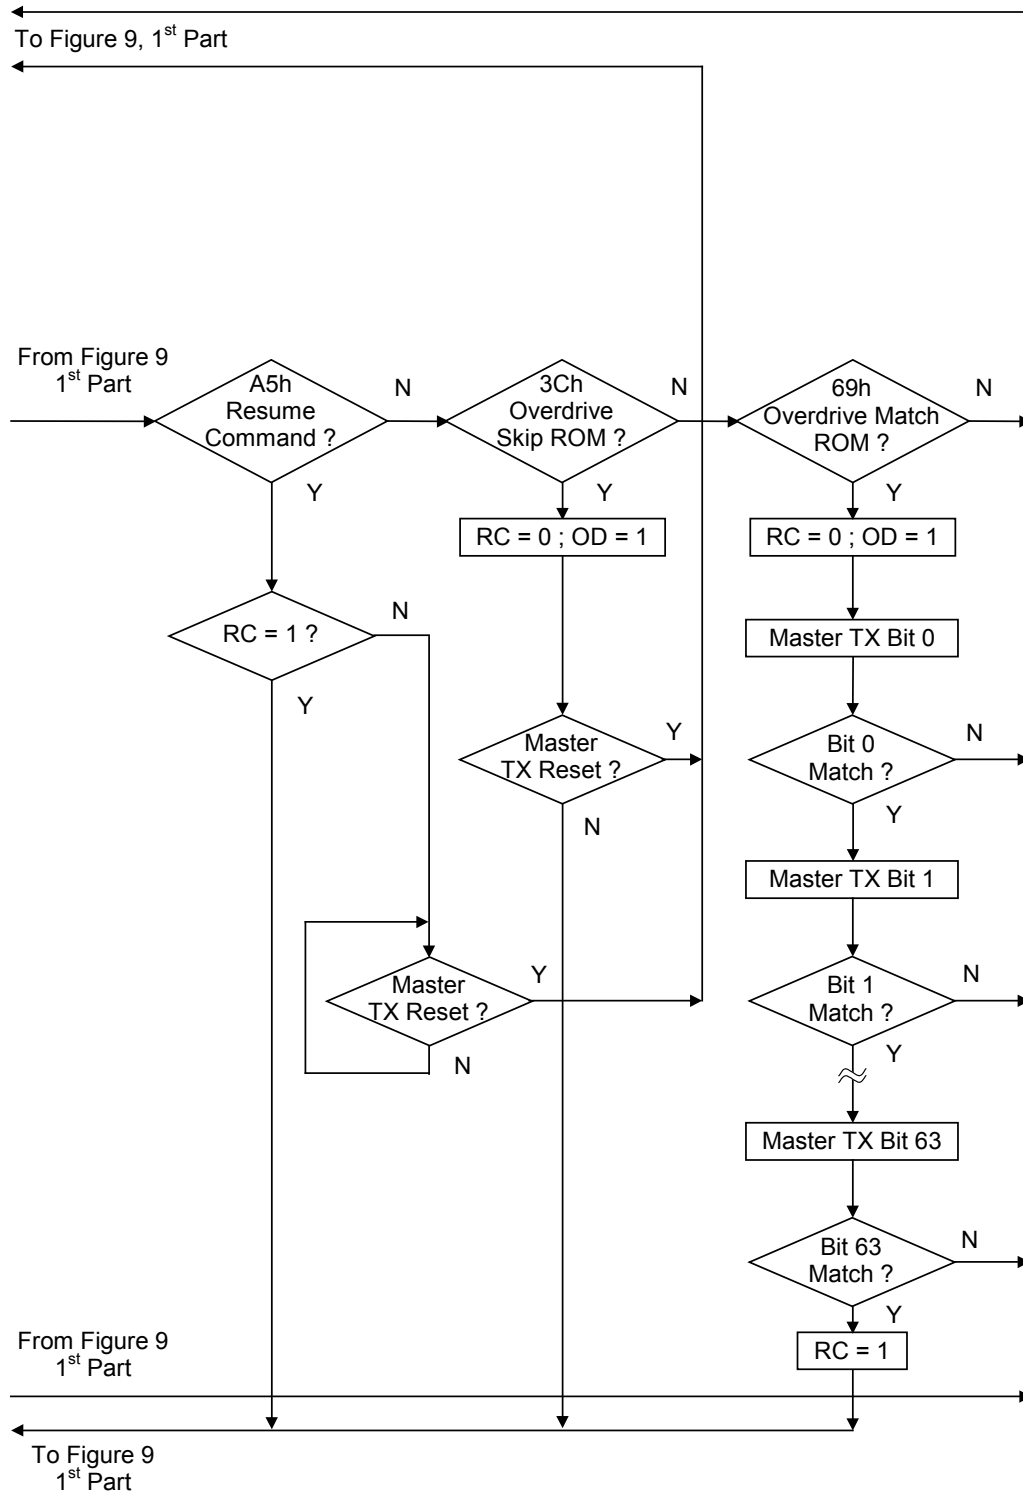 To Figure 9, 1st Part
From Figure 9
1st Part
A5h
Resume
Command ?
N
Y
3Ch
Overdrive
Skip ROM ?
N
Y
69h
Overdrive Match
ROM ?
N
Y
RC = 0 ; OD = 1
RC = 0 ; OD = 1
RC = 1 ?
N
Y
Master TX Bit 0
Master
TX Reset ?
Y
N
Bit 0
Match ?
N
Y
Master TX Bit 1
Master
TX Reset ?
Y
N
Bit 1
Match ?
N
Y
Master TX Bit 63
Bit 63
Match ?
N
Y
RC = 1
From Figure 9
1st Part
To Figure 9
1st Part